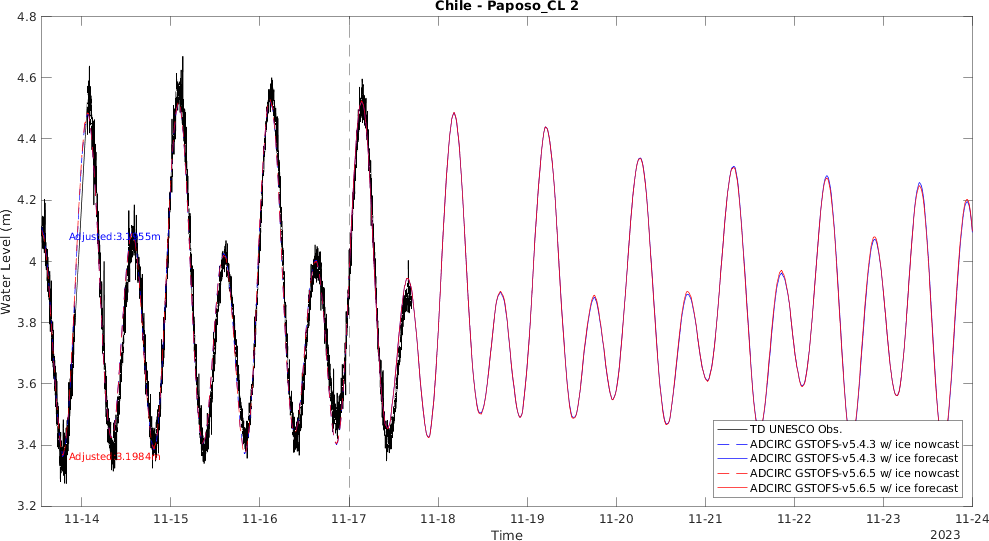 Chile - Paposo_CL 2
4.8
4.6
4.4
4.2
4
3.8
3.6
3.4
3.2
Water Level (m)
Adjusted:3.1984m
TD UNESCO Obs.
ADCIRC GSTOFS-v5.4.3 w/ ice nowcast
ADCIRC GSTOFS-v5.4.3 w/ ice forecast
ADCIRC GSTOFS-v5.6.5 w/ ice nowcast
ADCIRC GSTOFS-v5.6.5 w/ ice forecast
11-14 11-15 11-16 11-17 11-18 11-19 11-20 11-21 11-22 11-23 11-24
Time
2023